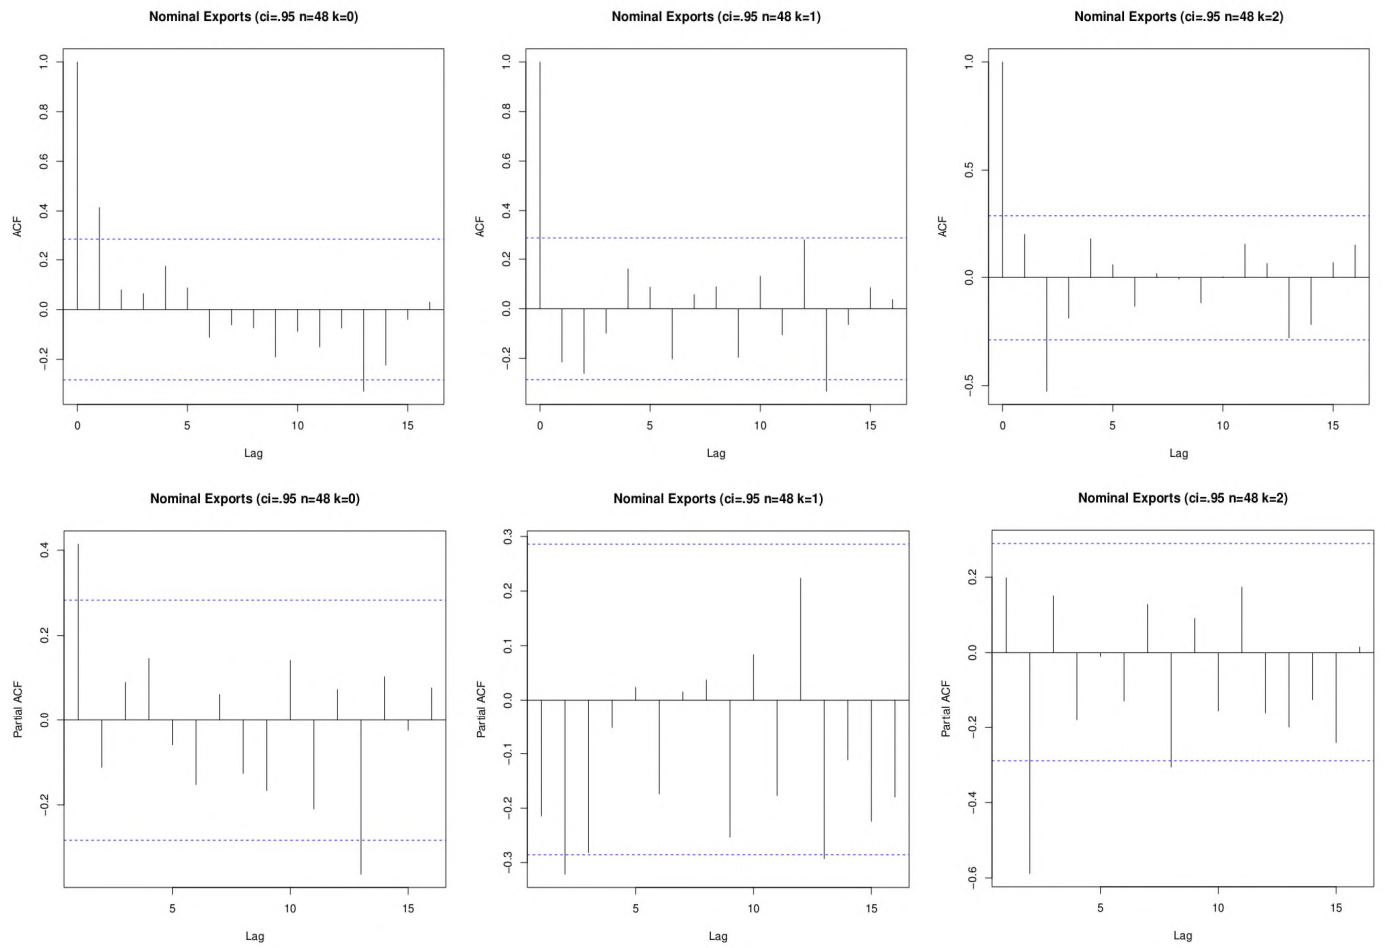 Nominal Exports (ci=.95 n=48 k=0)
ACF
1.0
0.8
0.6
0.4
0.2
0.0
−0.2
0 5 10 15
Lag
Nominal Exports (ci=.95 n=48 k=1)
ACF
1.0
0.8
0.6
0.4
0.2
0.0
−0.2
0 5 10 15
Lag
Nominal Exports (ci=.95 n=48 k=2)
ACF
1.0
0.5
0.0
−0.5
0 5 10 15
Lag
Nominal Exports (ci=.95 n=48 k=0)
Partial ACF
0.4
0.2
0.0
−0.2
5 10 15
Lag
Nominal Exports (ci=.95 n=48 k=1)
Partial ACF
0.3
0.2
0.1
0.0
−0.1
−0.2
−0.3
5 10 15
Lag
Nominal Exports (ci=.95 n=48 k=2)
Partial ACF
0.2
0.0
−0.2
−0.4
−0.6
5 10 15
Lag